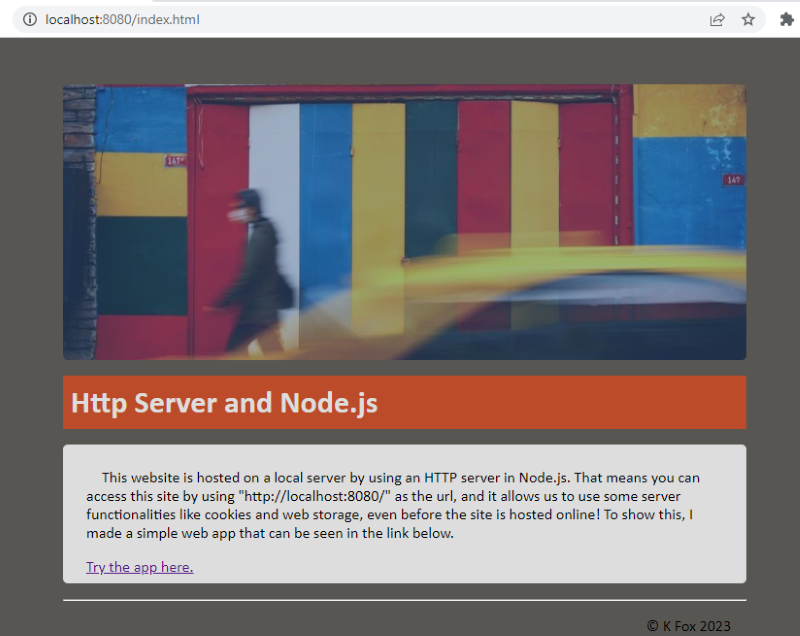 localhost:8080/index.html
147
147
Http Server and Node.js
This website is hosted on a local server by using an HTTP server in Node.js. That means you can
access this site by using "http://localhost:8080/" as the url, and it allows us to use some server
functionalities like cookies and web storage, even before the site is hosted online! To show this, I
made a simple web app that can be seen in the link below.
Try the app here.
© K Fox 2023